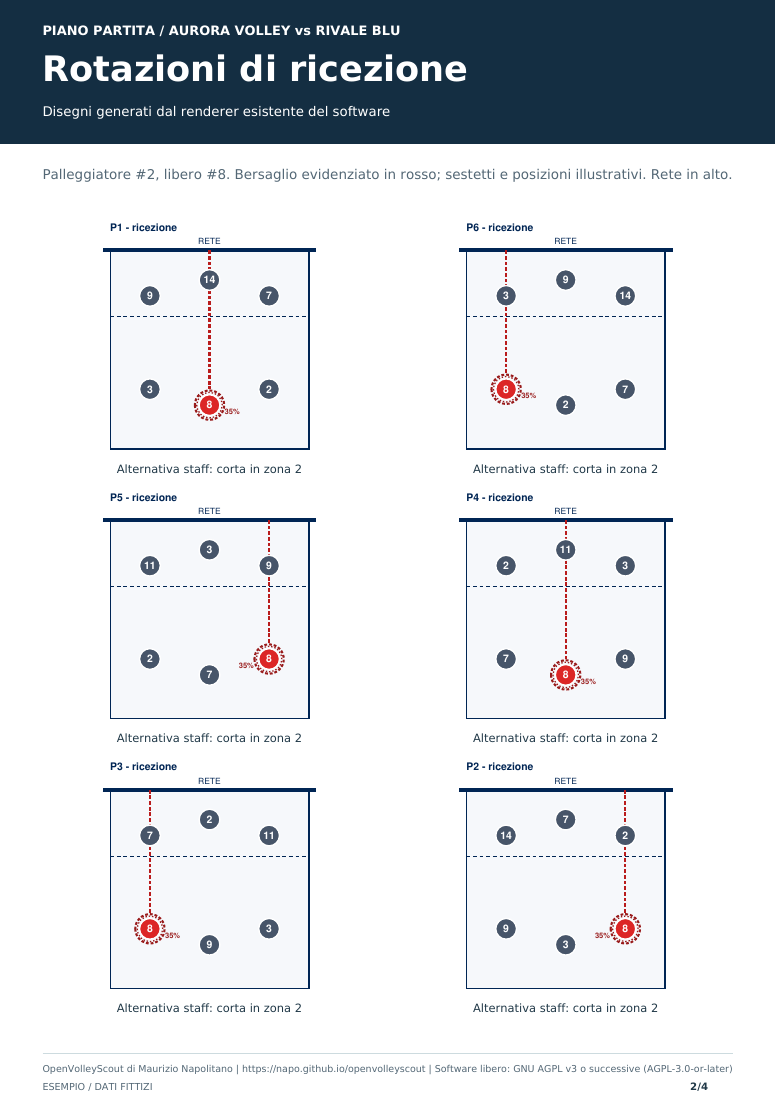 PIANO PARTITA / AURORA VOLLEY vs RIVALE BLU
Rotazioni di ricezione
Disegni generati dal renderer esistente del software
Palleggiatore #2, libero #8. Bersaglio evidenziato in rosso; sestetti e posizioni illustrativi. Rete in alto.
P1 - ricezione
RETE
14
9
7
3
2
8
35%
Alternativa staff: corta in zona 2
P6 - ricezione
RETE
9
3
14
8
35%
7
2
Alternativa staff: corta in zona 2
P5 - ricezione
RETE
3
11
9
2
8
35%
7
Alternativa staff: corta in zona 2
P4 - ricezione
RETE
11
2
3
7
9
8
35%
Alternativa staff: corta in zona 2
P3 - ricezione
RETE
2
7
11
8
35%
3
9
Alternativa staff: corta in zona 2
P2 - ricezione
RETE
7
14
2
9
8
35%
3
Alternativa staff: corta in zona 2
OpenVolleyScout di Maurizio Napolitano | https://napo.github.io/openvolleyscout | Software libero: GNU AGPL v3 o successive (AGPL-3.0-or-later)
ESEMPIO / DATI FITTIZI
2/4